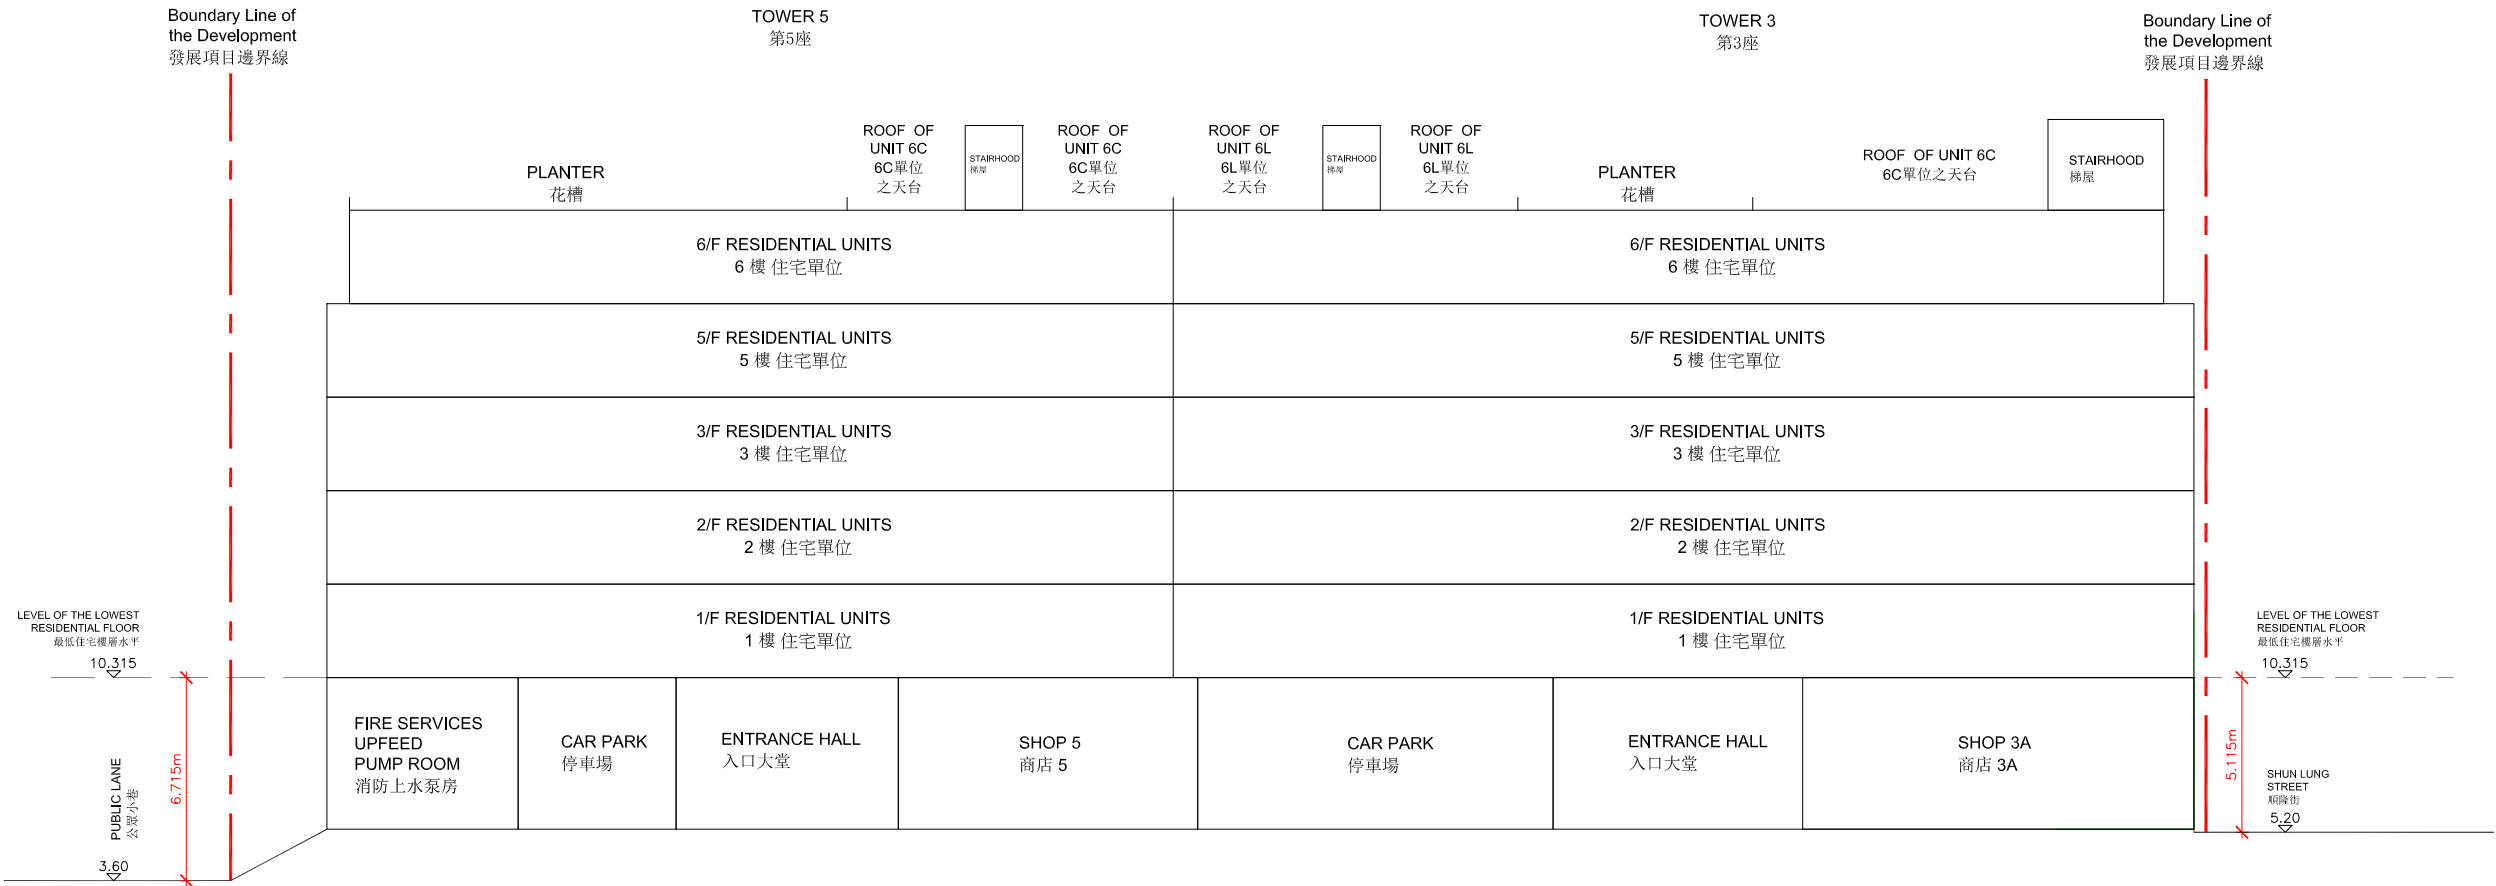 Boundary Line of
the Development
發展項目邊界線
TOWER 5
第5座
TOWER 3
第3座
Boundary Line of
the Development
發展項目邊界線
PLANTER
花槽
ROOF OF
UNIT 6C
6C單位
之天台
STAIRHOOD
梯屋
ROOF OF
UNIT 6C
6C單位
之天台
ROOF OF
UNIT 6L
6L單位
之天台
STAIRHOOD
梯屋
ROOF OF
UNIT 6L
6L單位
之天台
PLANTER
花槽
ROOF OF UNIT 6C
6C單位之天台
STAIRHOOD
梯屋
6/F RESIDENTIAL UNITS
6 樓 住宅單位
6/F RESIDENTIAL UNITS
6 樓 住宅單位
5/F RESIDENTIAL UNITS
5 樓 住宅單位
5/F RESIDENTIAL UNITS
5 樓 住宅單位
3/F RESIDENTIAL UNITS
3 樓 住宅單位
3/F RESIDENTIAL UNITS
3 樓 住宅單位
2/F RESIDENTIAL UNITS
2 樓 住宅單位
2/F RESIDENTIAL UNITS
2 樓 住宅單位
1/F RESIDENTIAL UNITS
1 樓 住宅單位
1/F RESIDENTIAL UNITS
1 樓 住宅單位
LEVEL OF THE LOWEST
RESIDENTIAL FLOOR
最低住宅樓層水平
10.315
LEVEL OF THE LOWEST
RESIDENTIAL FLOOR
最低住宅樓層水平
10.315
PUBLIC LANE
公眾小巷
6.715m
3.60
FIRE SERVICES
UPFEED
PUMP ROOM
消防上水泵房
CAR PARK
停車場
ENTRANCE HALL
入口大堂
SHOP 5
商店 5
CAR PARK
停車場
ENTRANCE HALL
入口大堂
SHOP 3A
商店 3A
5.115m
SHUN LUNG
STREET
順隆街
5.20